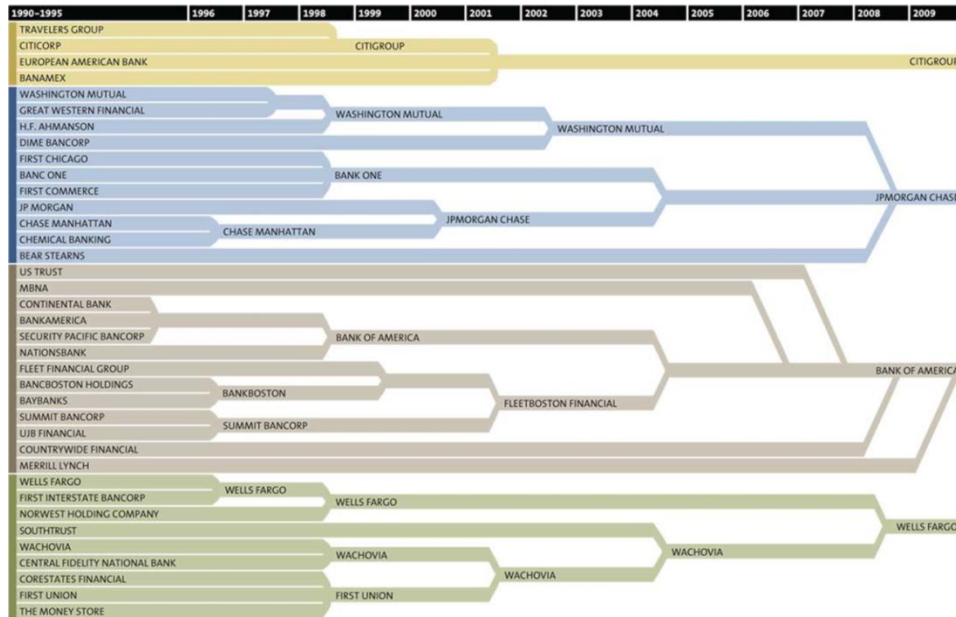 1990–1995 1996 1997 1998 1999 2000 2001 2002 2003 2004 2006 2007 2008 2009
TRAVELERS GROUP
CITICORP CITIGROUP
EUROPEAN AMERICAN BANK CITIGROUP
BANAMEX
WASHINGTON MUTUAL
GREAT WESTERN FINANCIAL WASHINGTON MUTUAL
H.F. AHMANSON WASHINGTON MUTUAL
DIME BANCORP
FIRST CHICAGO
BANC ONE BANK ONE
FIRST COMMERCE JPMORGAN CHASE
JP MORGAN
CHASE MANHATTAN JPMORGAN CHASE
CHASE MANHATTAN
CHEMICAL BANKING
BEAR STEARNS
US TRUST
MBNA
CONTINENTAL BANK
BANKAMERICA
SECURITY PACIFIC BANCORP BANK OF AMERICA
NATIONSBANK
FLEET FINANCIAL GROUP BANK OF AMERICA
BANCBOSTON HOLDINGS BANKBOSTON
BAYBANKS FLEETBOSTON FINANCIAL
SUMMIT BANCORP SUMMIT BANCORP
UJB FINANCIAL
COUNTRYWIDE FINANCIAL
MERRILL LYNCH
WELLS FARGO WELLS FARGO
FIRST INTERSTATE BANCORP WELLS FARGO
NORWEST HOLDING COMPANY
SOUTHTRUST WELLS FARGO
WACHOVIA WACHOVIA WACHOVIA
CENTRAL FIDELITY NATIONAL BANK
CORESTATES FINANCIAL WACHOVIA
FIRST UNION FIRST UNION
THE MONEY STORE